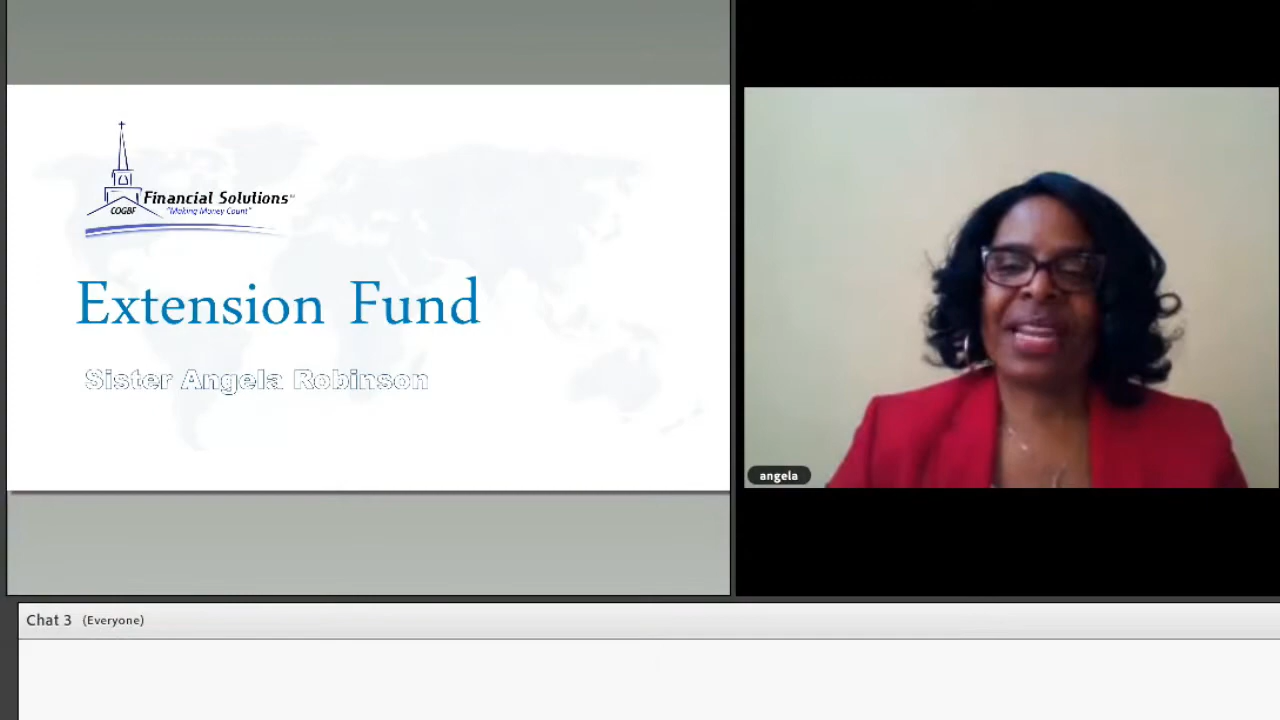 Financial Solutions
COGBF "Making Money Count"
Extension Fund
Sister Angela Robinson
angela
Chat 3 (Everyone)